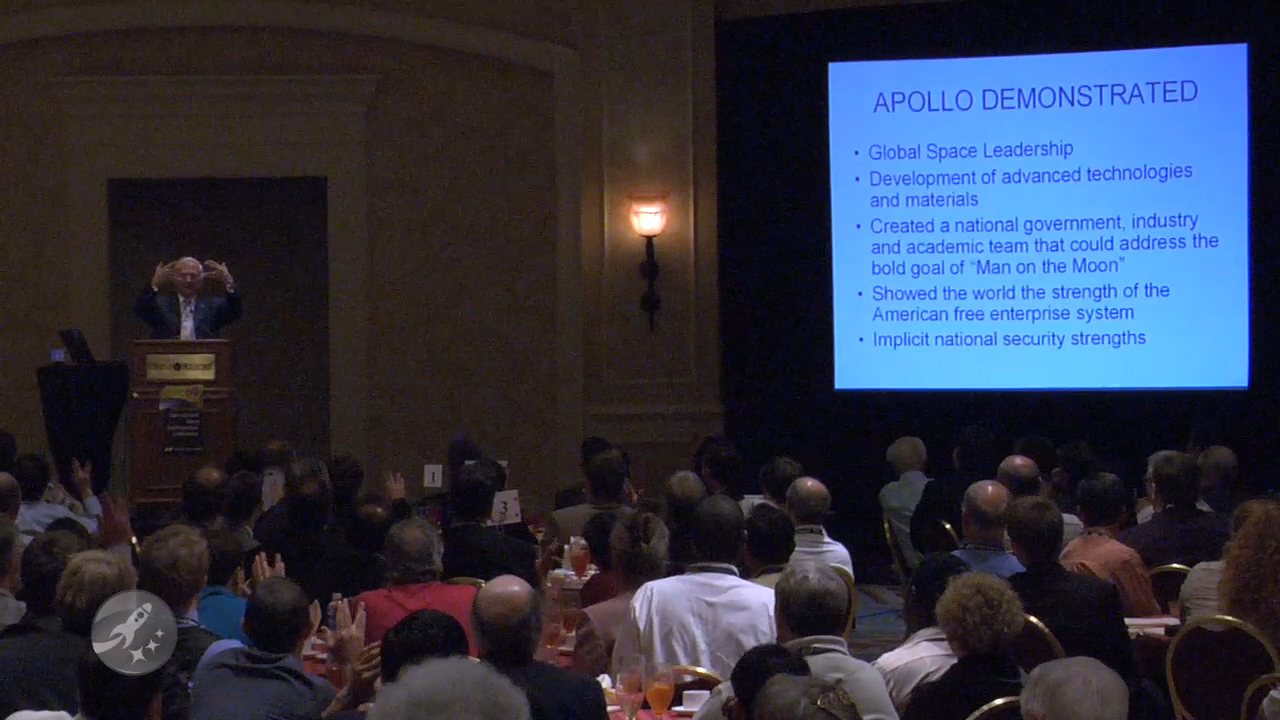 APOLLO DEMONSTRATED
• Global Space Leadership
• Development of advanced technologies
and materials
• Created a national government, industry
and academic team that could address the
bold goal of “Man on the Moon”
• Showed the world the strength of the
American free enterprise system
• Implicit national security strengths
1
3